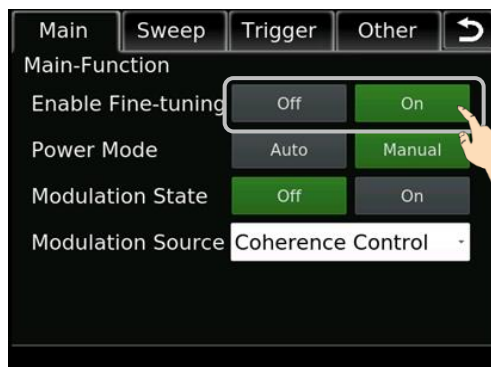 Main Sweep Trigger Other
Main-Function
Enable Fine-tuning Off On
Power Mode Auto Manual
Modulation State Off On
Modulation Source Coherence Control